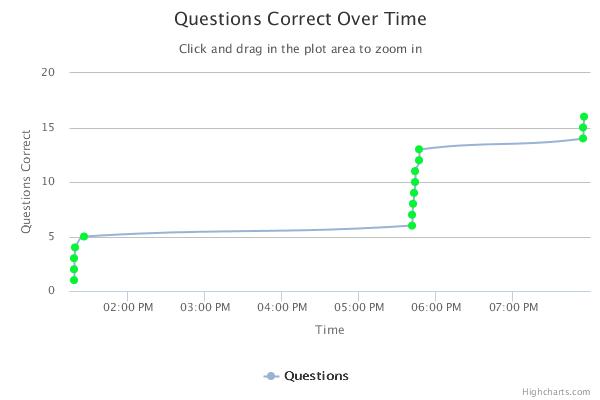 Questions Correct Over Time
Click and drag in the plot area to zoom in
20
15
10
5
0
Questions Correct
02:00 PM 03:00 PM 04:00 PM 05:00 PM 06:00 PM 07:00 PM
Time
Questions
Highcharts.com